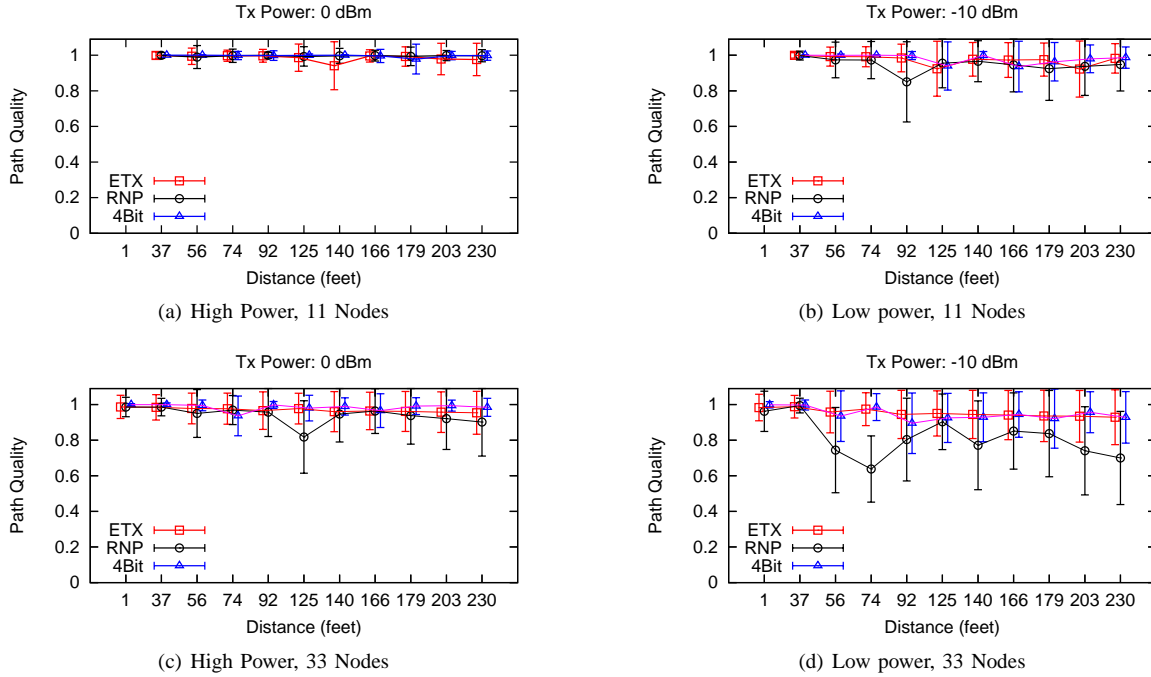 Tx Power: 0 dBm
Path Quality
1
0.8
0.6
0.4
0.2
0
ETX
RNP
4Bit
1 37 56 74 92 125 140 166 179 203 230
Distance (feet)
(a) High Power, 11 Nodes
Tx Power: -10 dBm
Path Quality
1
0.8
0.6
0.4
0.2
0
ETX
RNP
4Bit
1 37 56 74 92 125 140 166 179 203 230
Distance (feet)
(b) Low power, 11 Nodes
Tx Power: 0 dBm
Path Quality
1
0.8
0.6
0.4
0.2
0
ETX
RNP
4Bit
1 37 56 74 92 125 140 166 179 203 230
Distance (feet)
(c) High Power, 33 Nodes
Tx Power: -10 dBm
Path Quality
1
0.8
0.6
0.4
0.2
0
ETX
RNP
4Bit
1 37 56 74 92 125 140 166 179 203 230
Distance (feet)
(d) Low power, 33 Nodes